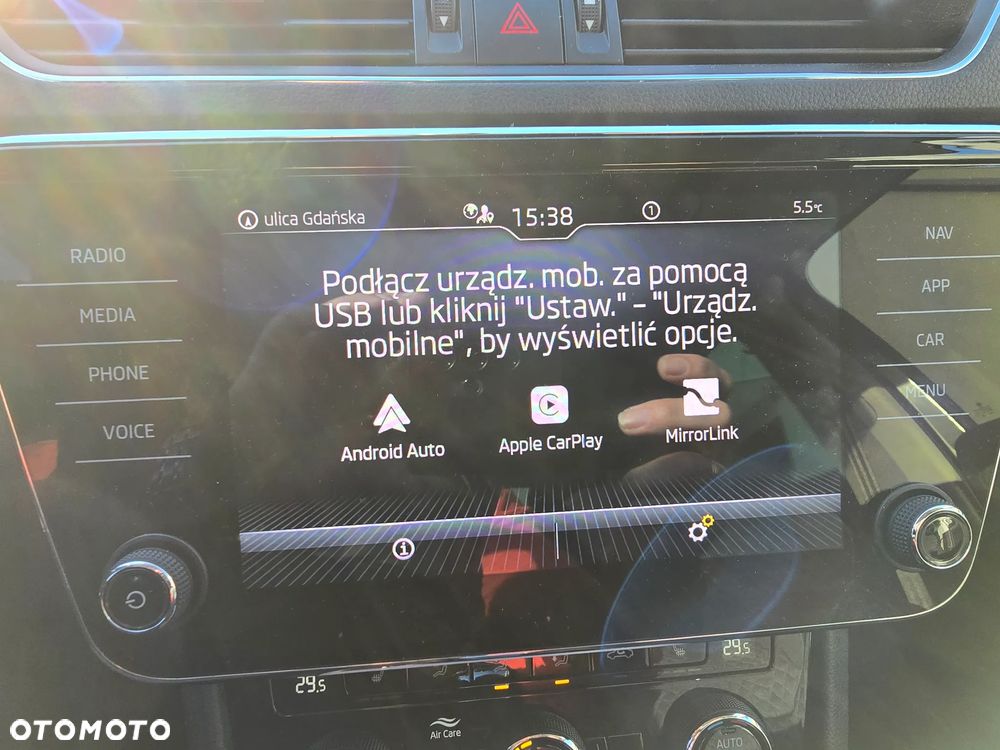 ulica Gdańska
15:38
1
5.5°C
RADIO
MEDIA
PHONE
VOICE
Podłącz urządz. mob. za pomocą
USB lub kliknij "Ustaw." – "Urządz.
mobilne", by wyświetlić opcje.
Android Auto
Apple CarPlay
MirrorLink
NAV
APP
CAR
MENU
29.5
29.5
Air Care
AUTO
OTOMOTO